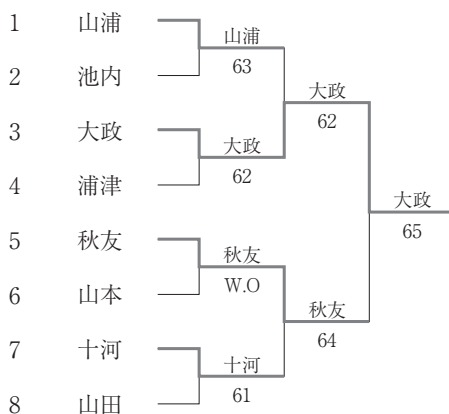 1 山浦
2 池内
3 大政
4 浦津
5 秋友
6 山本
7 十河
8 山田
山浦
63
大政
62
秋友
W.O
十河
61
大政
62
秋友
64
大政
65